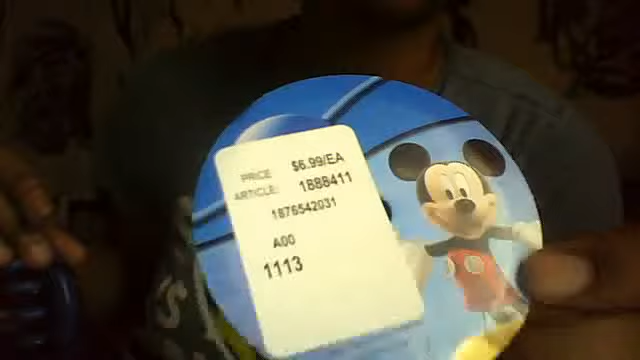 PRICE $6.99/EA
ARTICLE: 1888411
1876542031
A00
1113